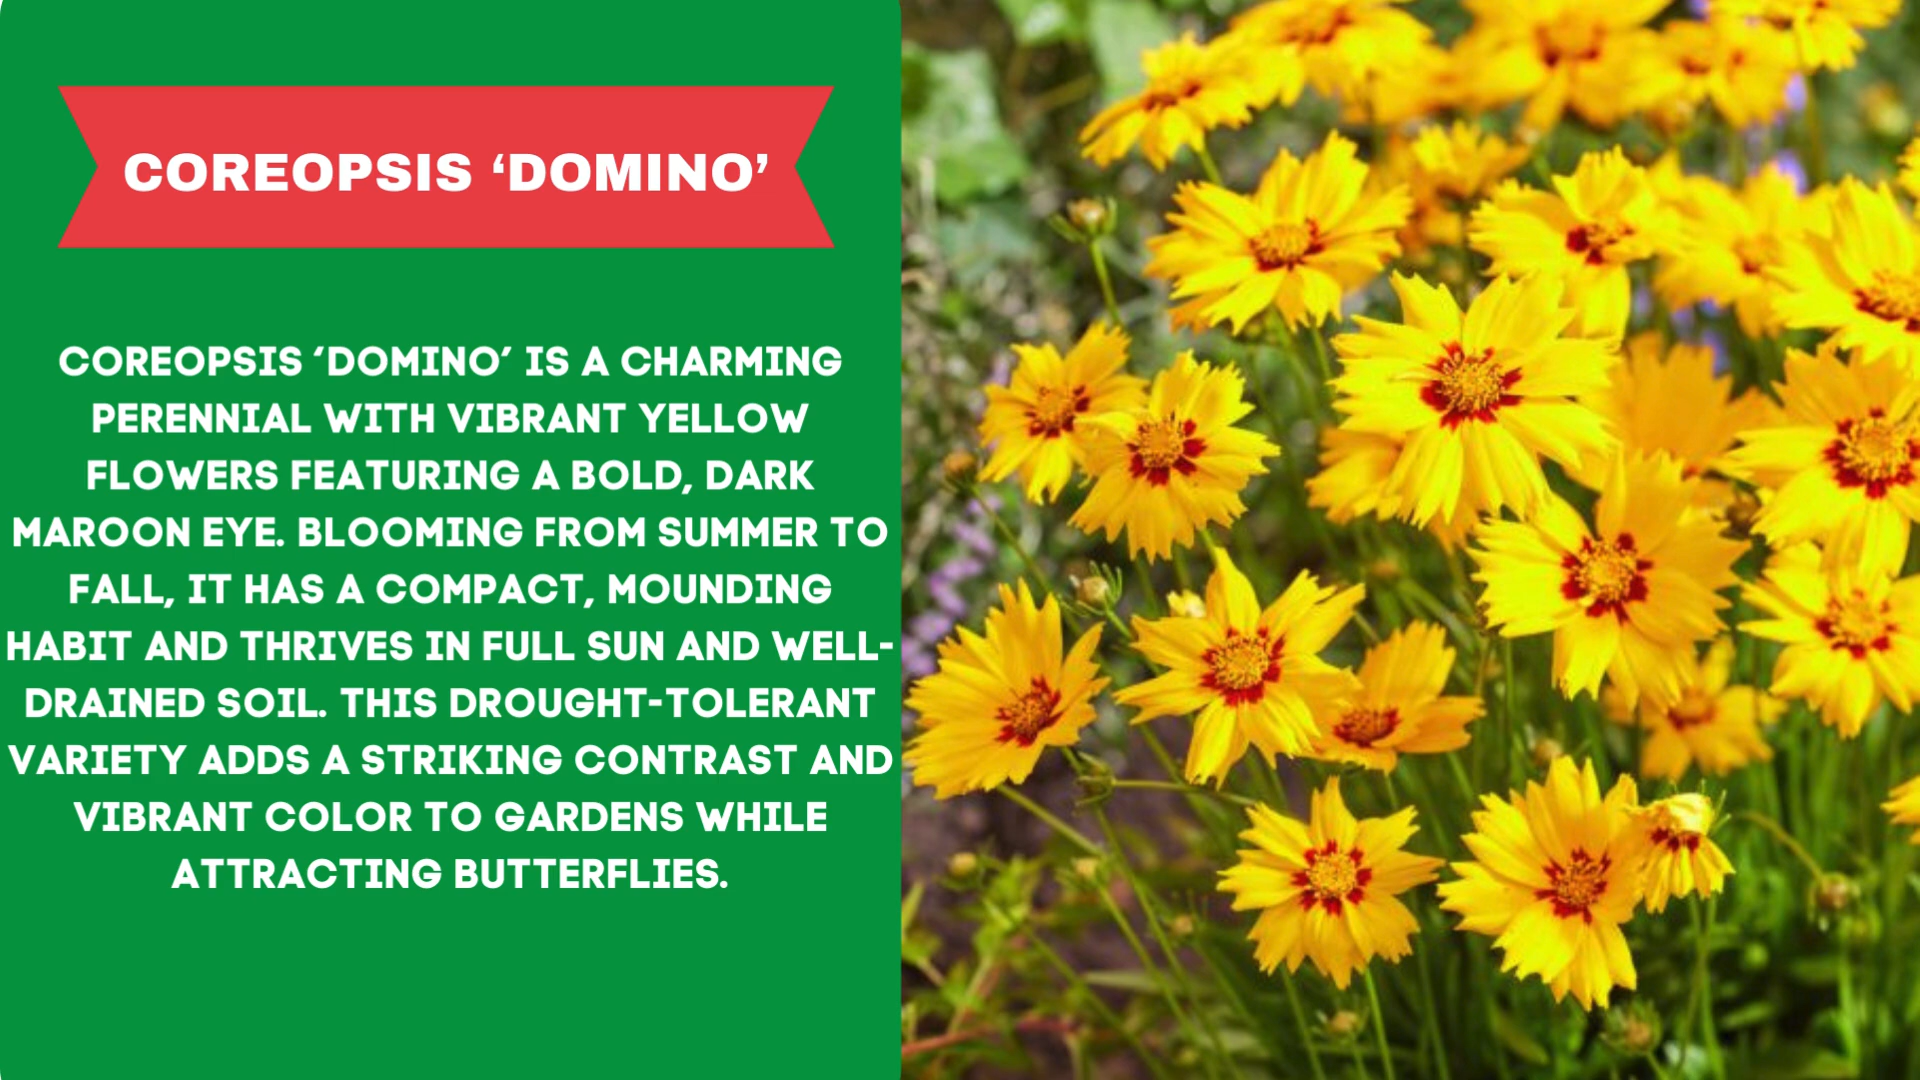 COREOPSIS ‘DOMINO’
COREOPSIS ‘DOMINO’ IS A CHARMING
PERENNIAL WITH VIBRANT YELLOW
FLOWERS FEATURING A BOLD, DARK
MAROON EYE. BLOOMING FROM SUMMER TO
FALL, IT HAS A COMPACT, MOUNDING
HABIT AND THRIVES IN FULL SUN AND WELL-
DRAINED SOIL. THIS DROUGHT-TOLERANT
VARIETY ADDS A STRIKING CONTRAST AND
VIBRANT COLOR TO GARDENS WHILE
ATTRACTING BUTTERFLIES.